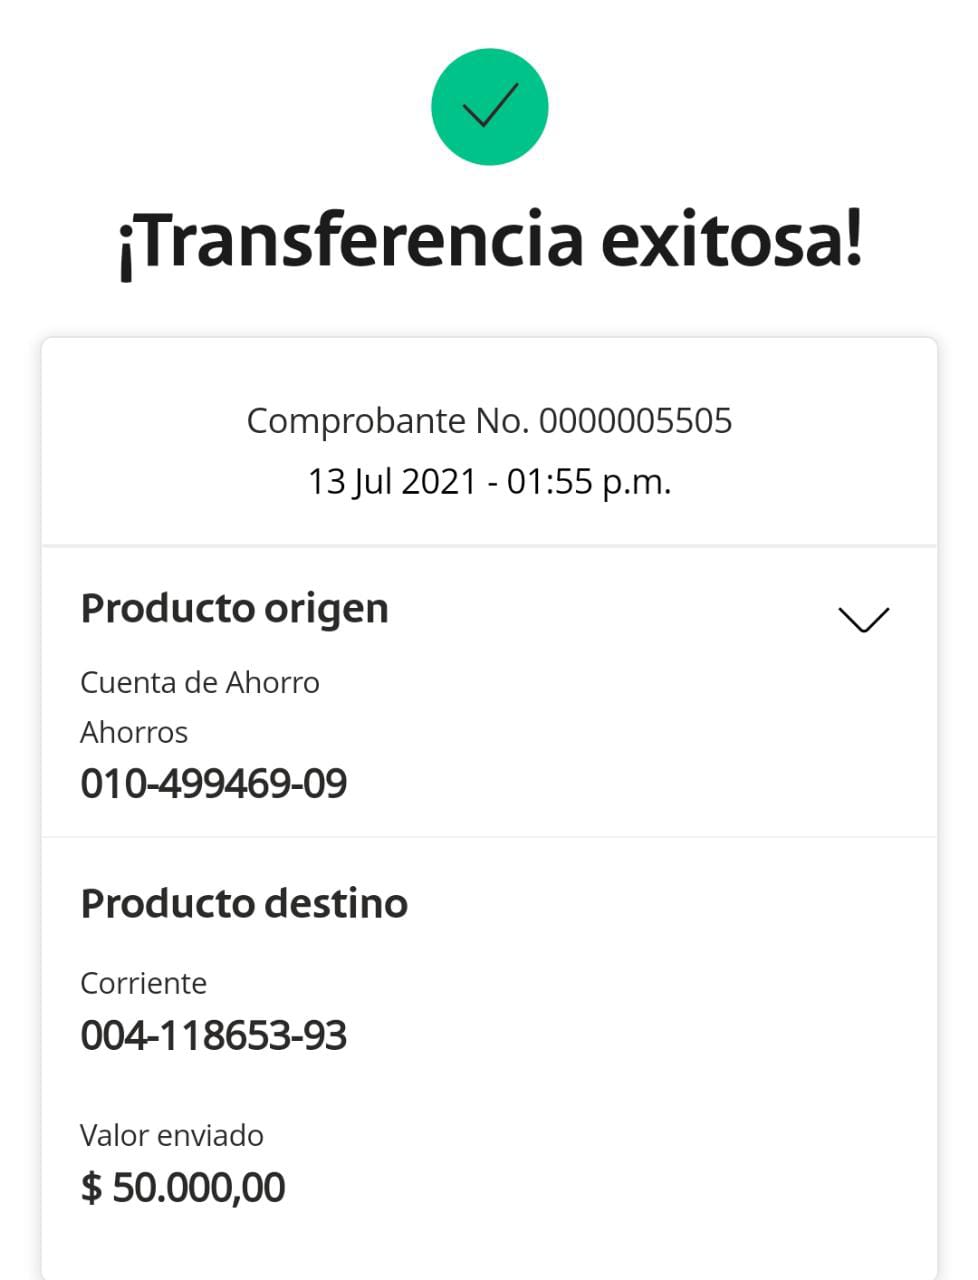 ¡Transferencia exitosa!
Comprobante No. 0000005505
13 Jul 2021 - 01:55 p.m.
Producto origen
Cuenta de Ahorro
Ahorros
010-499469-09
Producto destino
Corriente
004-118653-93
Valor enviado
$ 50.000,00